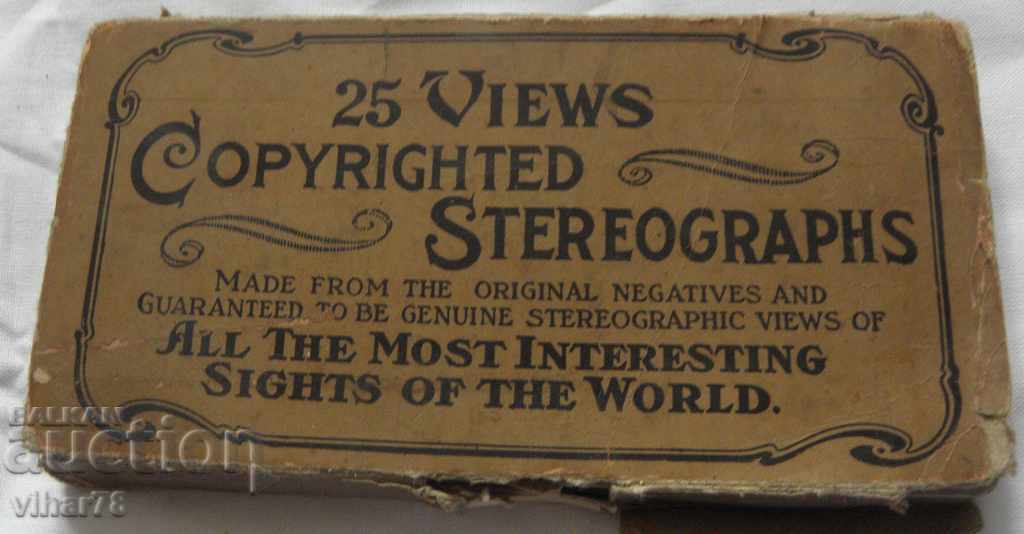 25 VIEWS
COPYRIGHTED
STEREOGRAPHS
MADE FROM THE ORIGINAL NEGATIVES AND
GUARANTEED TO BE GENUINE STEREOGRAPHIC VIEWS OF
ALL THE MOST INTERESTING
SIGHTS OF THE WORLD.
BALKAN
auction
vihar78